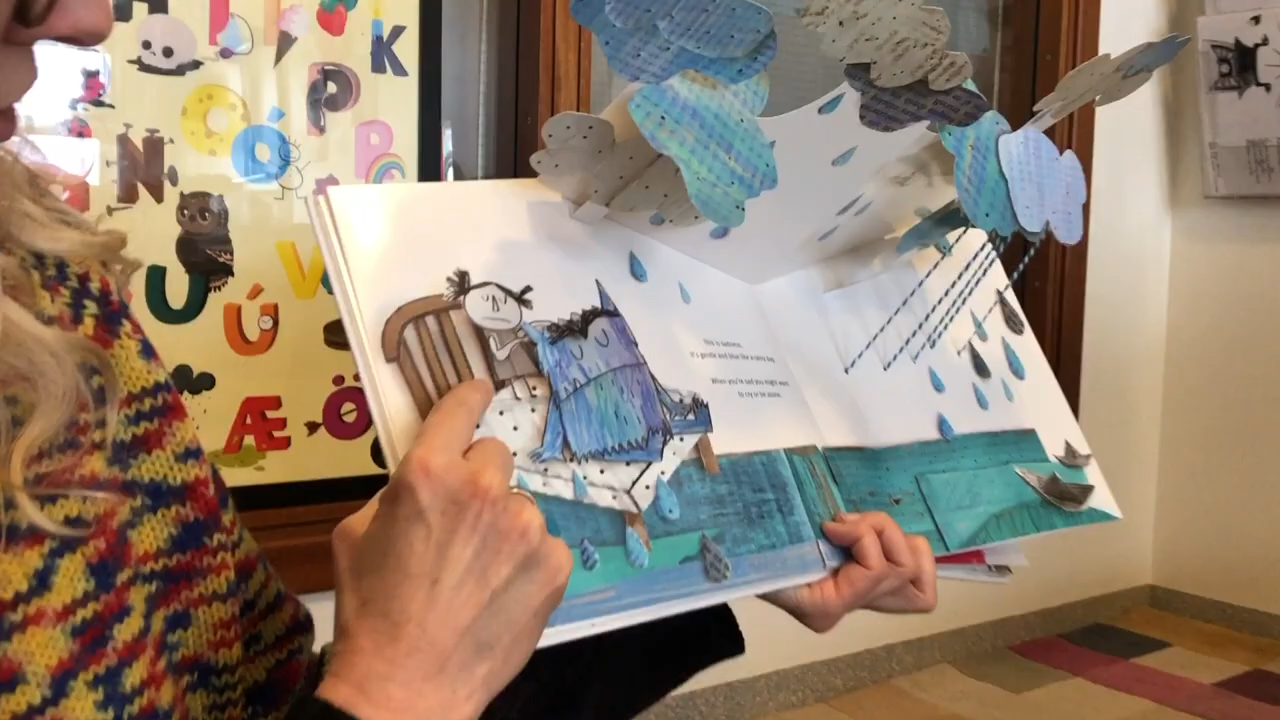 H
K
O
Ó
P
N
R
U
Ú
V
Æ
Ö
This is sadness.
It's gentle and blue like a rainy day.
When you're sad you might want
to cry or be alone.